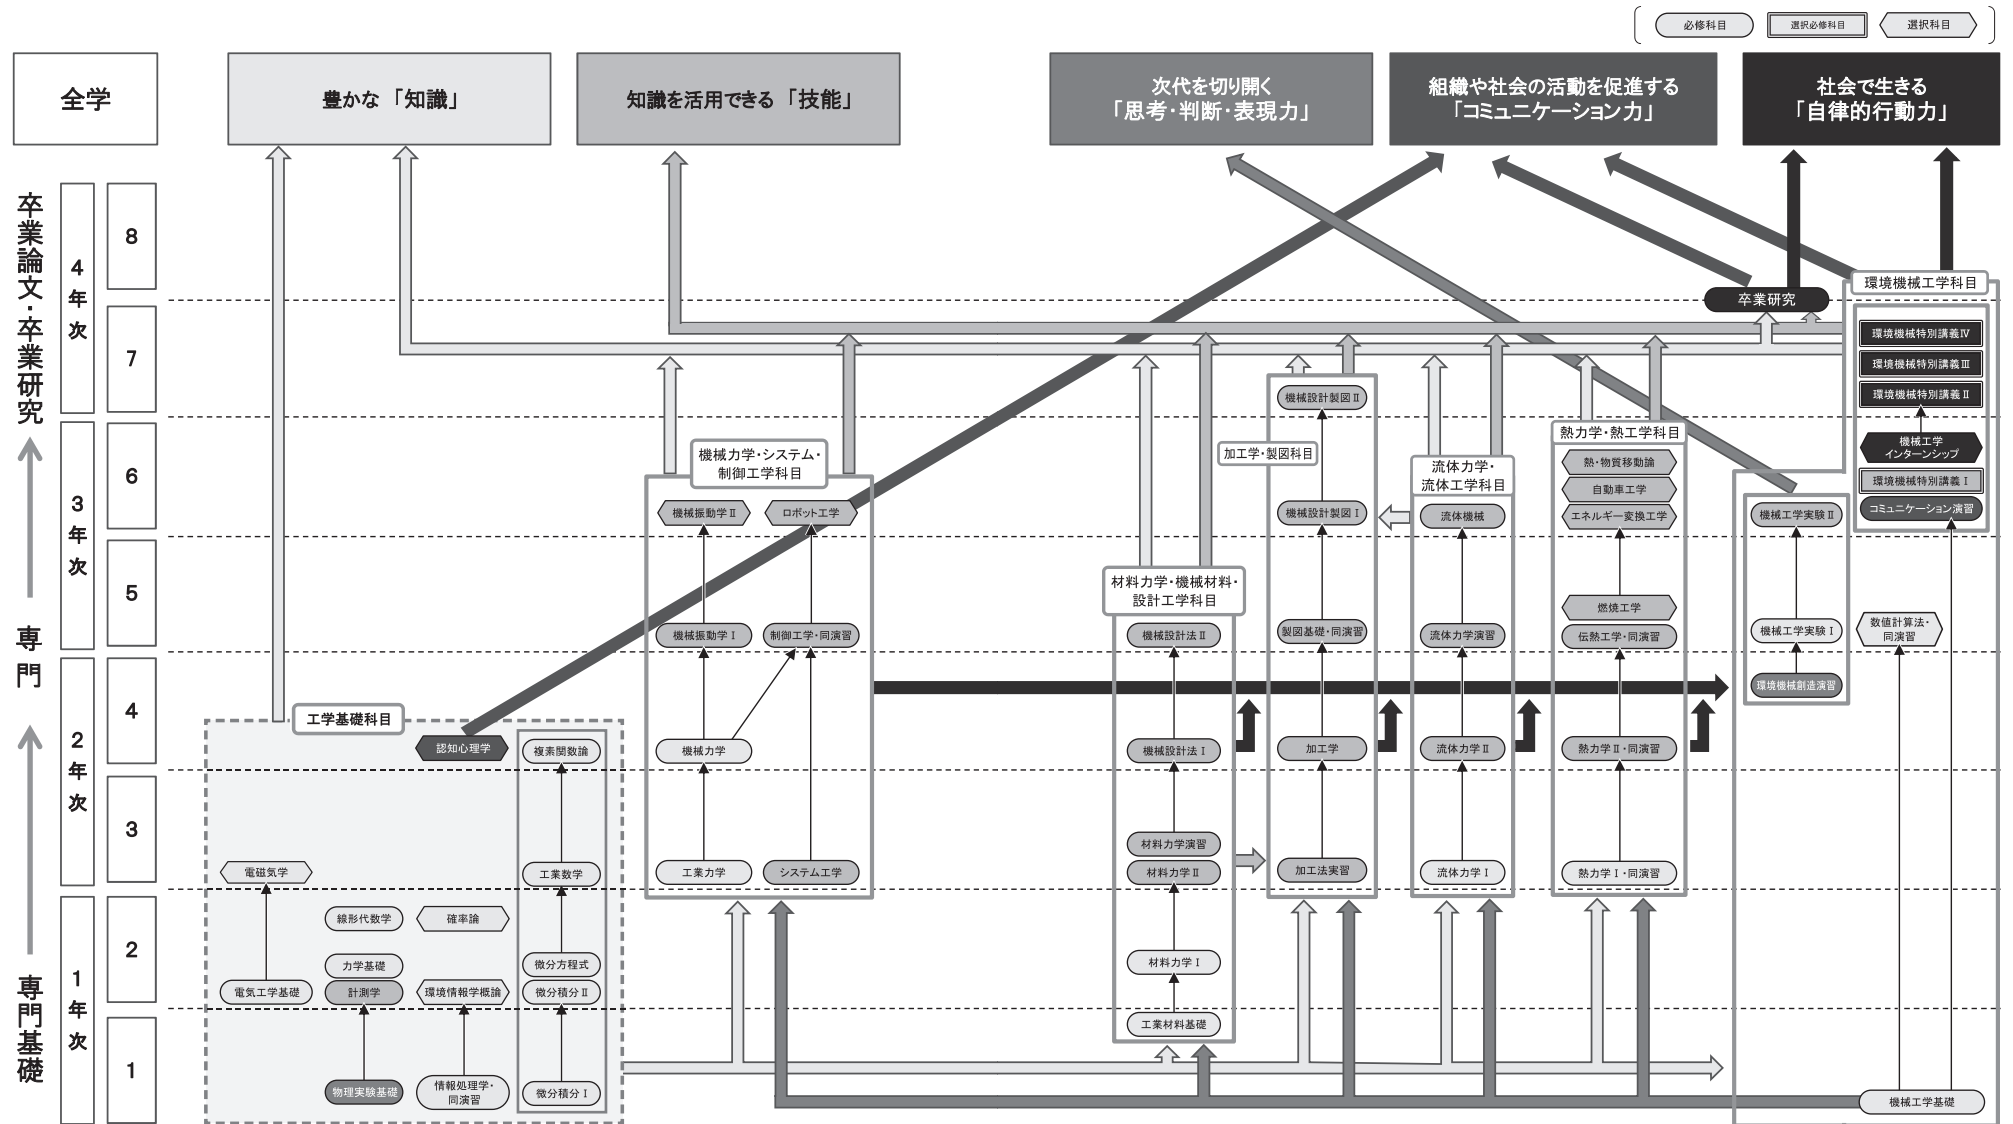 必修科目
選択必修科目
選択科目
全学
豊かな「知識」
知識を活用できる「技能」
次代を切り開く
「思考・判断・表現力」
組織や社会の活動を促進する
「コミュニケーション力」
社会で生きる
「自律的行動力」
卒業論文・卒業研究
専門
専門基礎
4年次
3年次
2年次
1年次
8
7
6
5
4
3
2
1
工学基礎科目
認知心理学
複素関数論
電磁気学
工業数学
線形代数学
確率論
力学基礎
微分方程式
電気工学基礎
計測学
環境情報学概論
微分積分Ⅱ
物理実験基礎
情報処理学・
同演習
微分積分Ⅰ
機械力学・システム・
制御工学科目
機械振動学Ⅱ
ロボット工学
機械振動学Ⅰ
制御工学・同演習
機械力学
工業力学
システム工学
材料力学・機械材料・
設計工学科目
機械設計法Ⅱ
機械設計法Ⅰ
材料力学演習
材料力学Ⅱ
材料力学Ⅰ
工業材料基礎
加工学・製図科目
機械設計製図Ⅱ
機械設計製図Ⅰ
製図基礎・同演習
加工学
加工法実習
流体力学・
流体工学科目
流体機械
流体力学演習
流体力学Ⅱ
流体力学Ⅰ
熱力学・熱工学科目
熱・物質移動論
自動車工学
エネルギー変換工学
燃焼工学
伝熱工学・同演習
熱力学Ⅱ・同演習
熱力学Ⅰ・同演習
卒業研究
環境機械工学科目
環境機械特別講義Ⅳ
環境機械特別講義Ⅲ
環境機械特別講義Ⅱ
機械工学
インターンシップ
環境機械特別講義Ⅰ
コミュニケーション演習
機械工学実験Ⅱ
機械工学実験Ⅰ
環境機械創造演習
数値計算法・
同演習
機械工学基礎